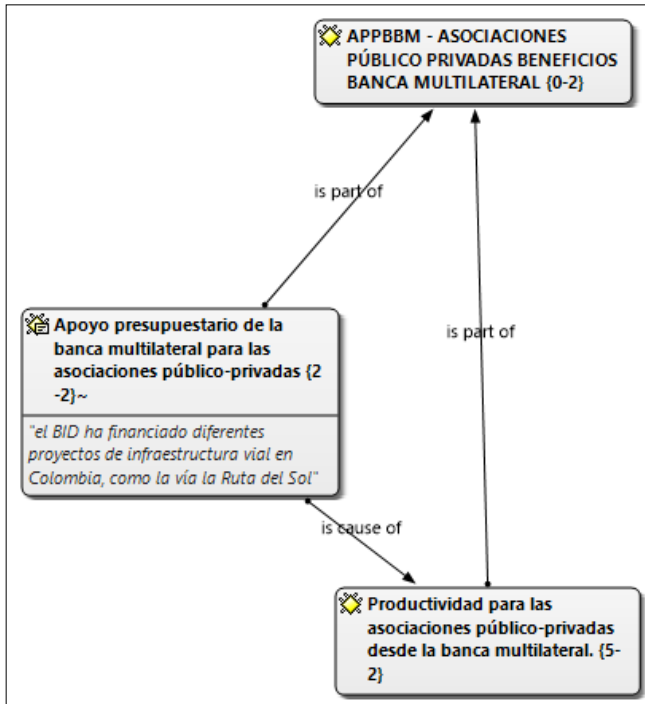 APPBBM - ASOCIACIONES
PÚBLICO PRIVADAS BENEFICIOS
BANCA MULTILATERAL {0-2}
is part of
Apoyo presupuestario de la
banca multilateral para las
asociaciones público-privadas {2
-2}~
"el BID ha financiado diferentes
proyectos de infraestructura vial en
Colombia, como la vía la Ruta del Sol"
is part of
is cause of
Productividad para las
asociaciones público-privadas
desde la banca multilateral. {5-
2}